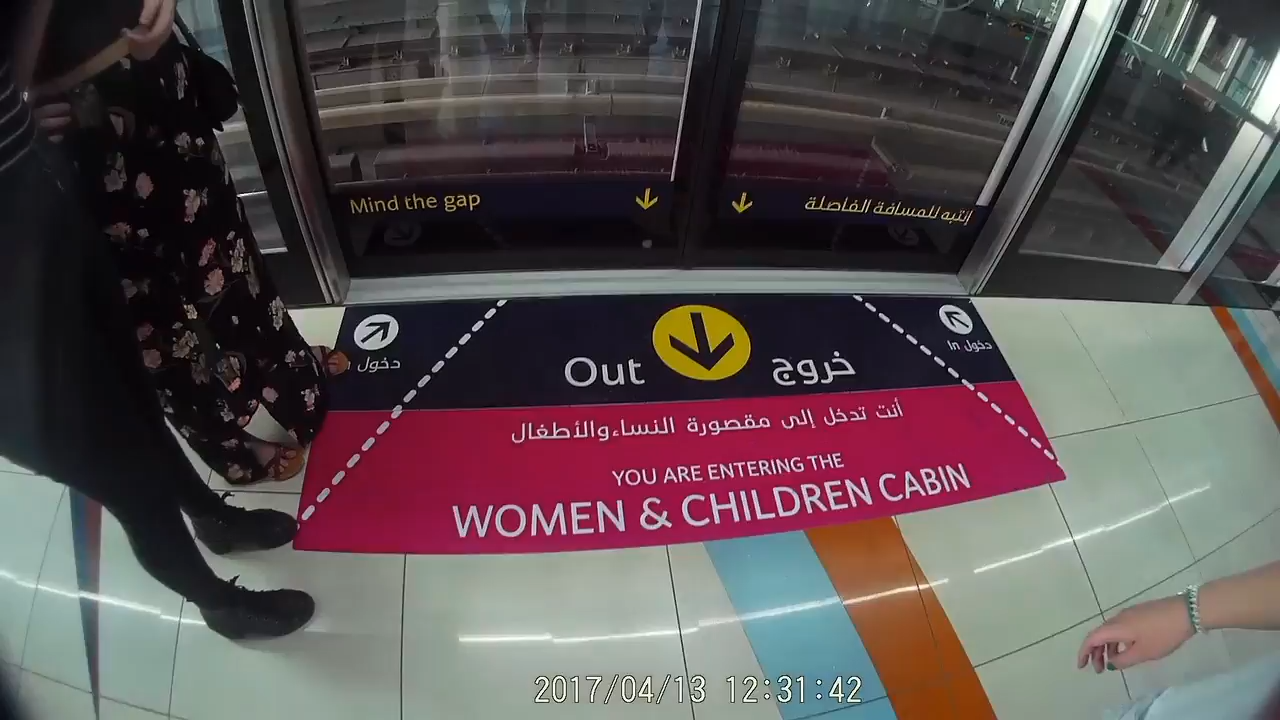 Mind the gap
إنتبه للمسافة الفاصلة
دخول
Out
خروج
دخول In
أنت تدخل إلى مقصورة النساء والأطفال
YOU ARE ENTERING THE
WOMEN & CHILDREN CABIN
2017/04/13 12:31:42